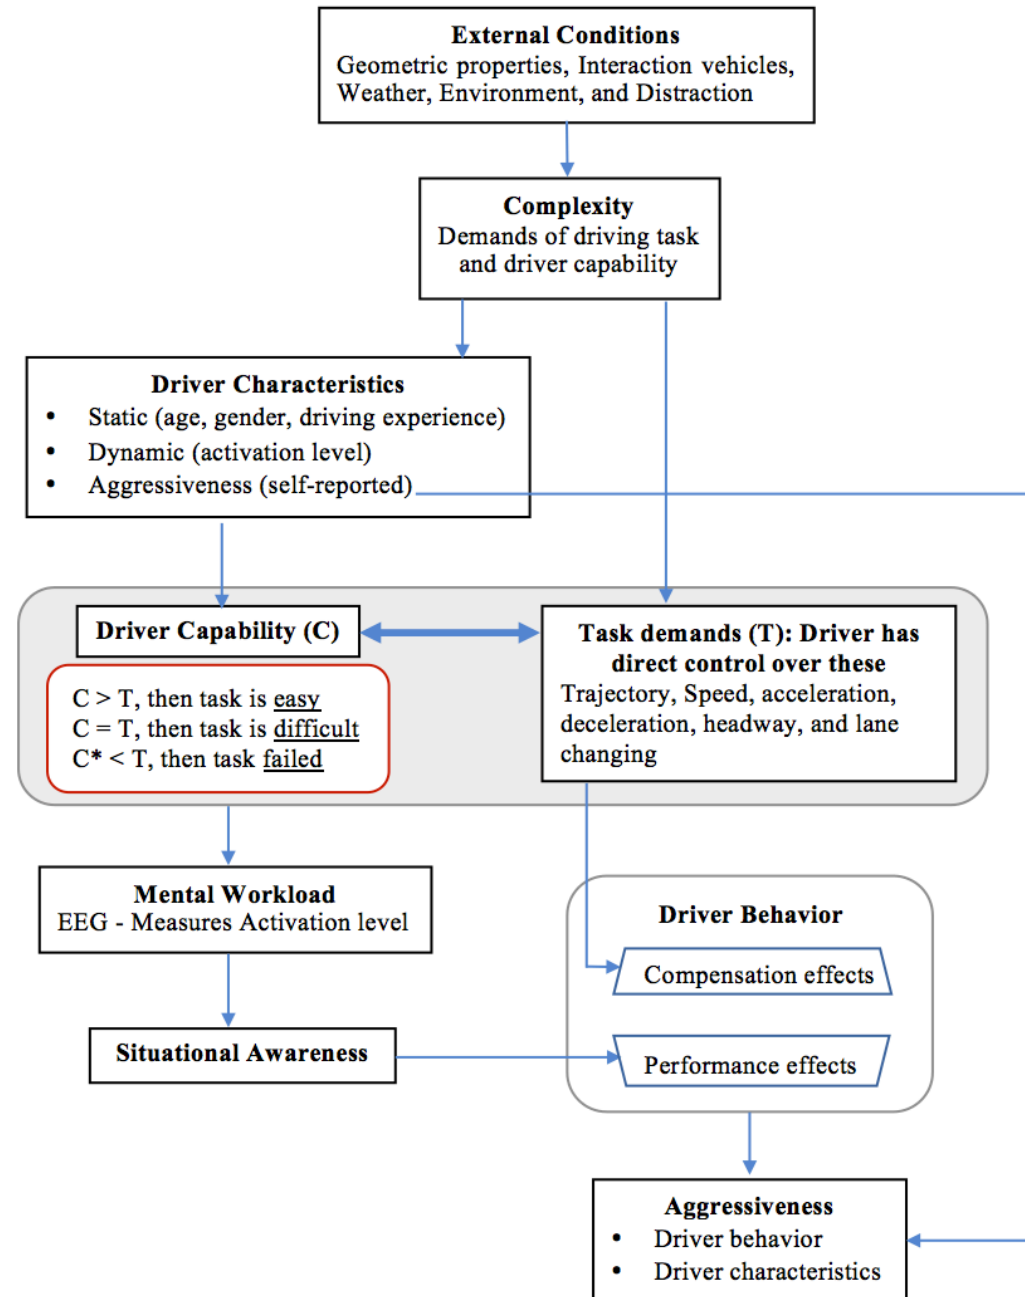 External Conditions
Geometric properties, Interaction vehicles,
Weather, Environment, and Distraction
Complexity
Demands of driving task
and driver capability
Driver Characteristics
• Static (age, gender, driving experience)
• Dynamic (activation level)
• Aggressiveness (self-reported)
Driver Capability (C)
C > T, then task is easy
C = T, then task is difficult
C* < T, then task failed
Task demands (T): Driver has
direct control over these
Trajectory, Speed, acceleration,
deceleration, headway, and lane
changing
Mental Workload
EEG - Measures Activation level
Situational Awareness
Driver Behavior
Compensation effects
Performance effects
Aggressiveness
• Driver behavior
• Driver characteristics